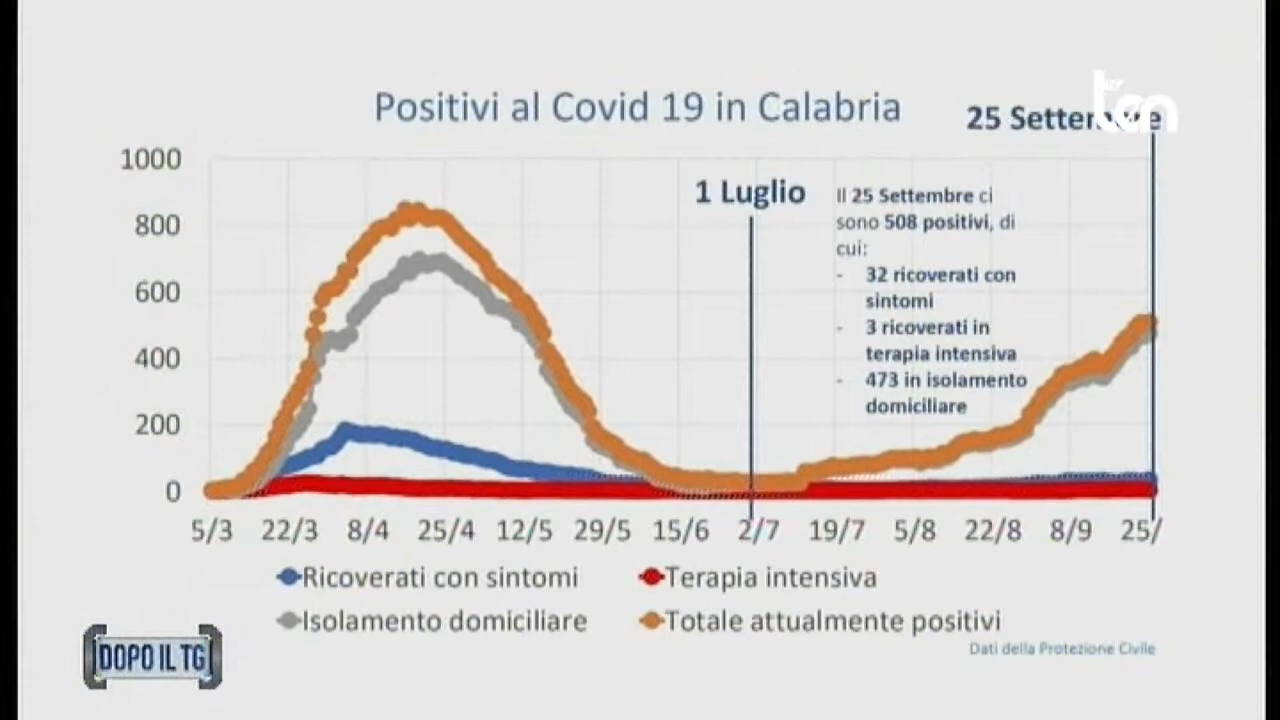 Positivi al Covid 19 in Calabria
25 Settembre
tcn
1 Luglio
Il 25 Settembre ci
sono 508 positivi, di
cui:
- 32 ricoverati con
sintomi
- 3 ricoverati in
terapia intensiva
- 473 in isolamento
domiciliare
1000
800
600
400
200
0
5/3 22/3 8/4 25/4 12/5 29/5 15/6 2/7 19/7 5/8 22/8 8/9 25/
Ricoverati con sintomi
Terapia intensiva
Isolamento domiciliare
Totale attualmente positivi
Dati della Protezione Civile
DOPO IL TG